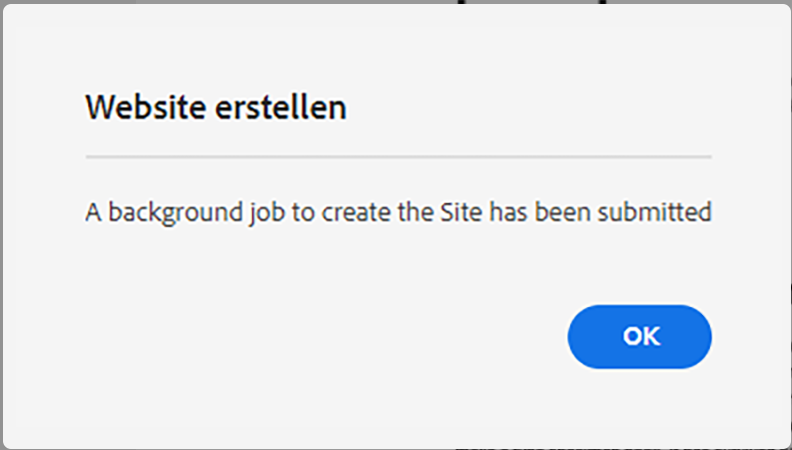 Website erstellen
A background job to create the Site has been submitted
OK